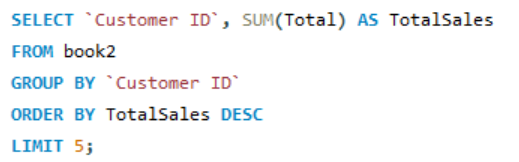 SELECT `Customer ID`, SUM(Total) AS TotalSales
FROM book2
GROUP BY `Customer ID`
ORDER BY TotalSales DESC
LIMIT 5;